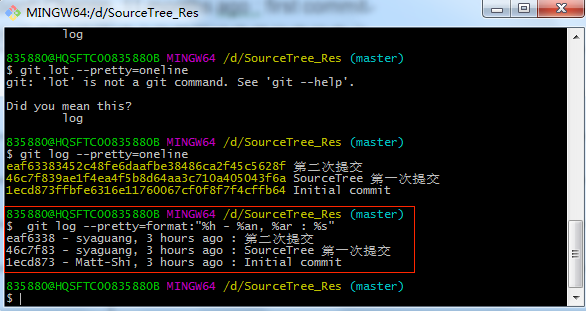 MINGW64:/d/SourceTree_Res
log
835880@HQSFTCOO835880B MINGW64 /d/SourceTree_Res (master)
$ git lot --pretty=oneline
git: 'lot' is not a git command. See 'git --help'.
Did you mean this?
log
835880@HQSFTCOO835880B MINGW64 /d/SourceTree_Res (master)
$ git log --pretty=oneline
eaf63383452c48fe6daafbe38486ca2f45c5628f 第二次提交
46c7f839ae1f4ea4f5b8d64aa3c710a405043f6a SourceTree 第一次提交
1ecd873ffbfe6316e11760067cf0f8f7f4cffb64 Initial commit
835880@HQSFTCOO835880B MINGW64 /d/SourceTree_Res (master)
$  git log --pretty=format:"%h - %an, %ar : %s"
eaf6338 - syaguang, 3 hours ago : 第二次提交
46c7f83 - syaguang, 3 hours ago : SourceTree 第一次提交
1ecd873 - Matt-Shi, 3 hours ago : Initial commit
835880@HQSFTCOO835880B MINGW64 /d/SourceTree_Res (master)
$